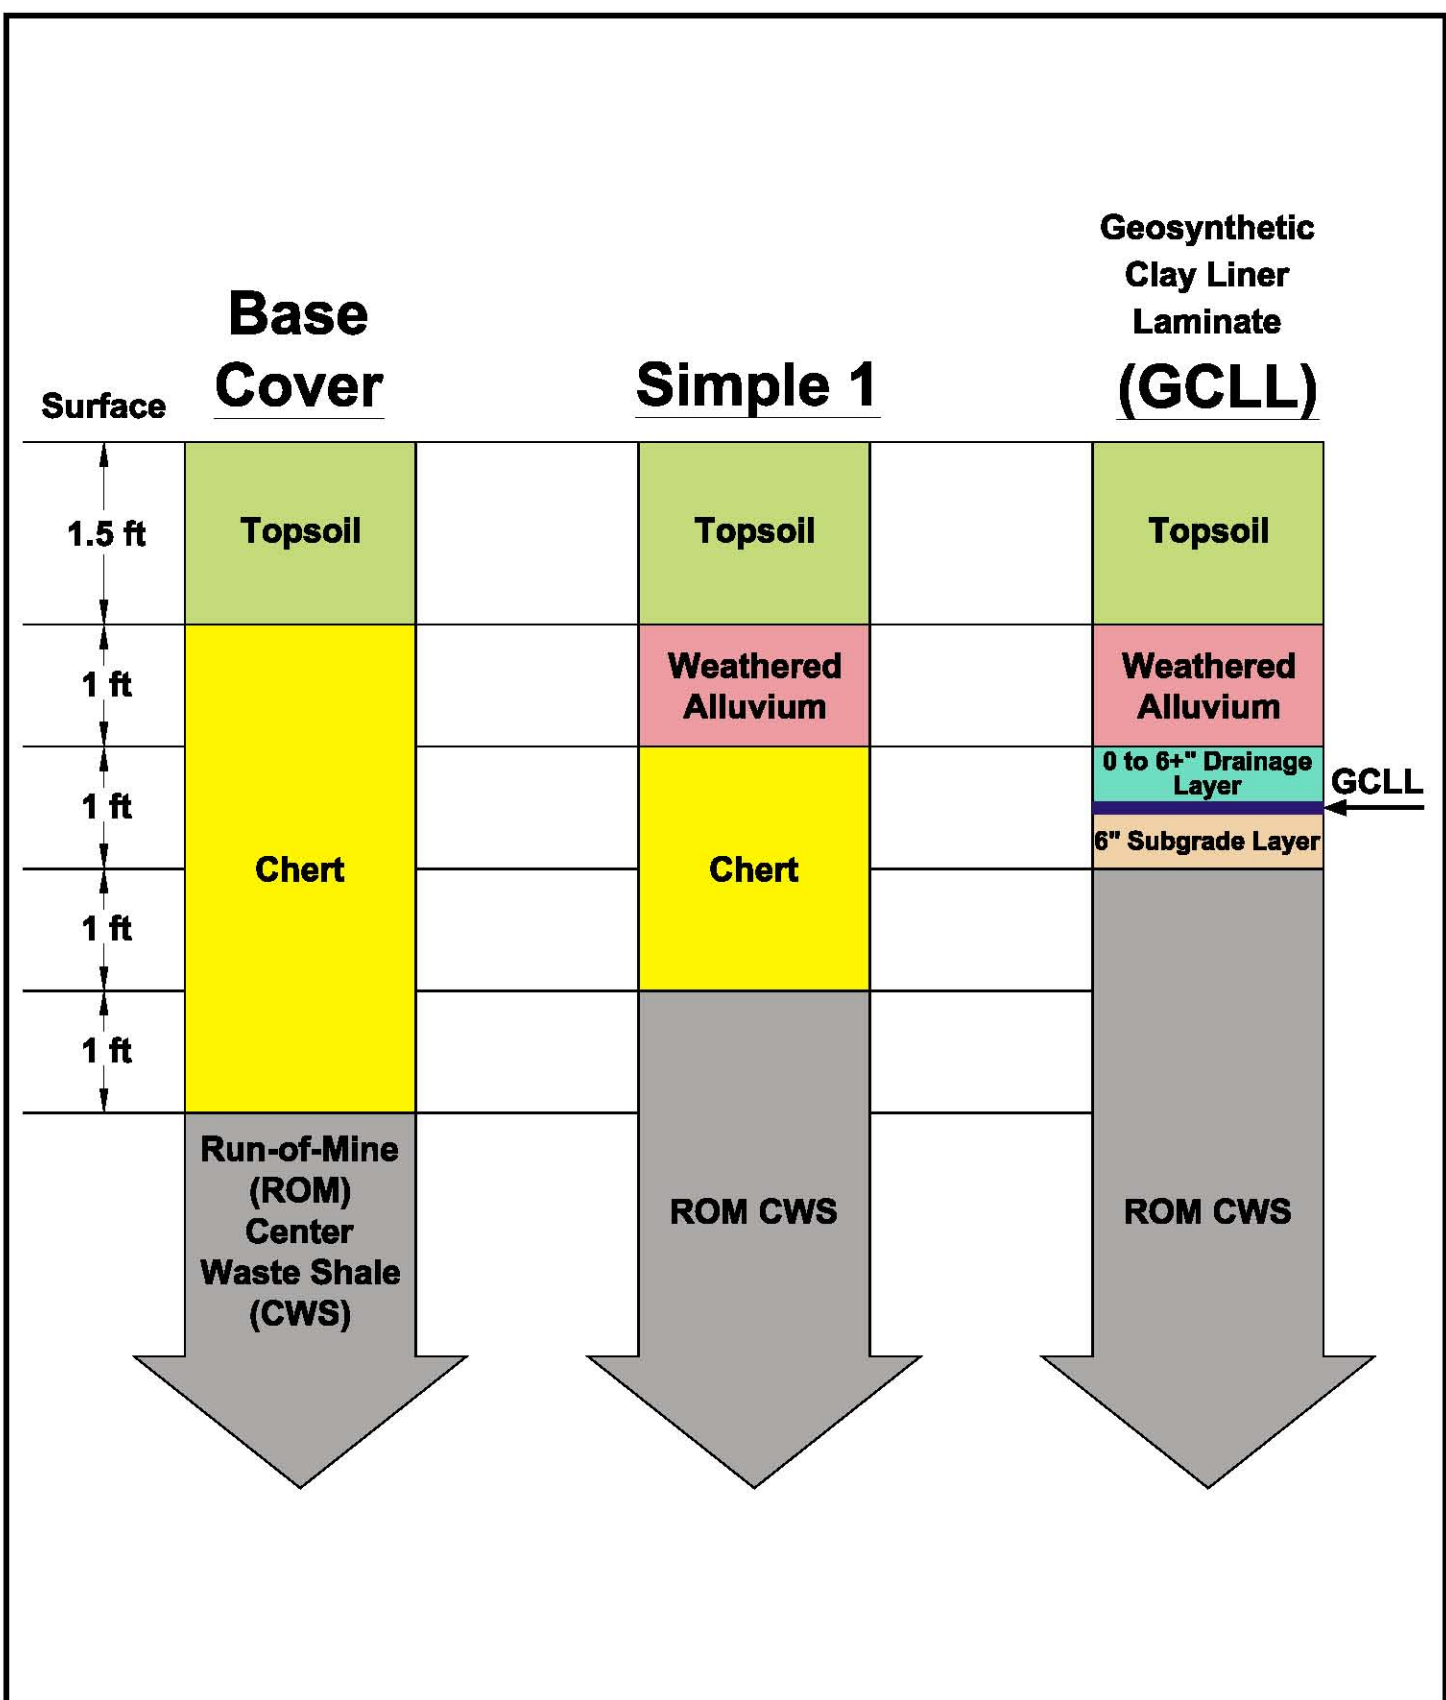 Base
Cover
Simple 1
Geosynthetic
Clay Liner
Laminate
(GCLL)
Surface
1.5 ft
1 ft
1 ft
1 ft
1 ft
Topsoil
Chert
Run-of-Mine
(ROM)
Center
Waste Shale
(CWS)
Topsoil
Weathered
Alluvium
Chert
ROM CWS
Topsoil
Weathered
Alluvium
0 to 6+" Drainage
Layer
GCLL
6" Subgrade Layer
ROM CWS